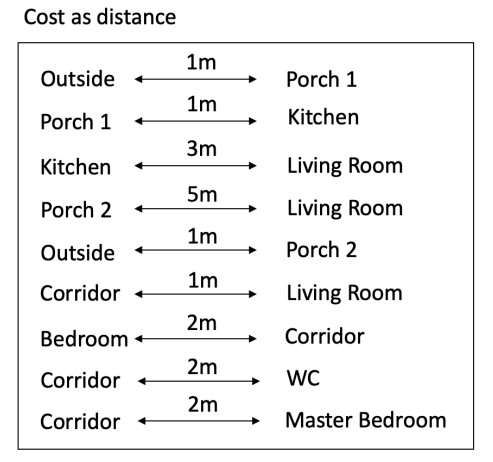 Cost as distance
Outside 1m Porch 1
Porch 1 1m Kitchen
Kitchen 3m Living Room
Porch 2 5m Living Room
Outside 1m Porch 2
Corridor 1m Living Room
Bedroom 2m Corridor
Corridor 2m WC
Corridor 2m Master Bedroom